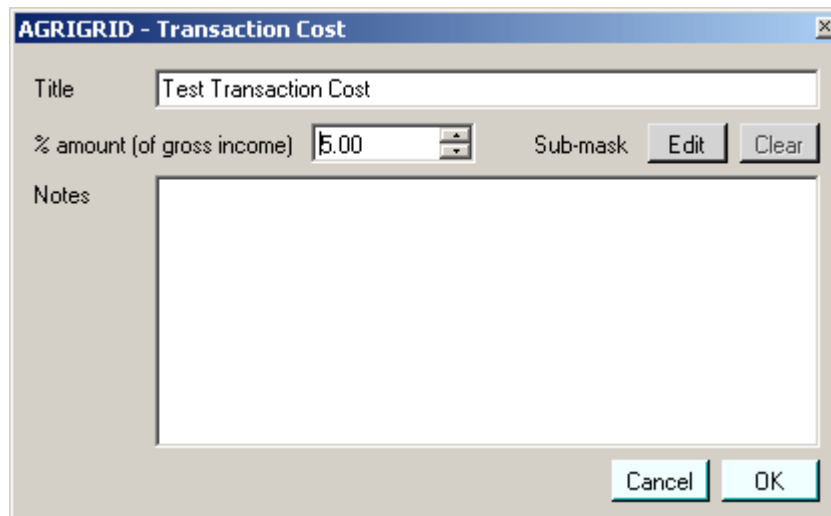 AGRIGRID - Transaction Cost
Title Test Transaction Cost
% amount (of gross income) 5.00 Sub-mask Edit Clear
Notes
Cancel OK